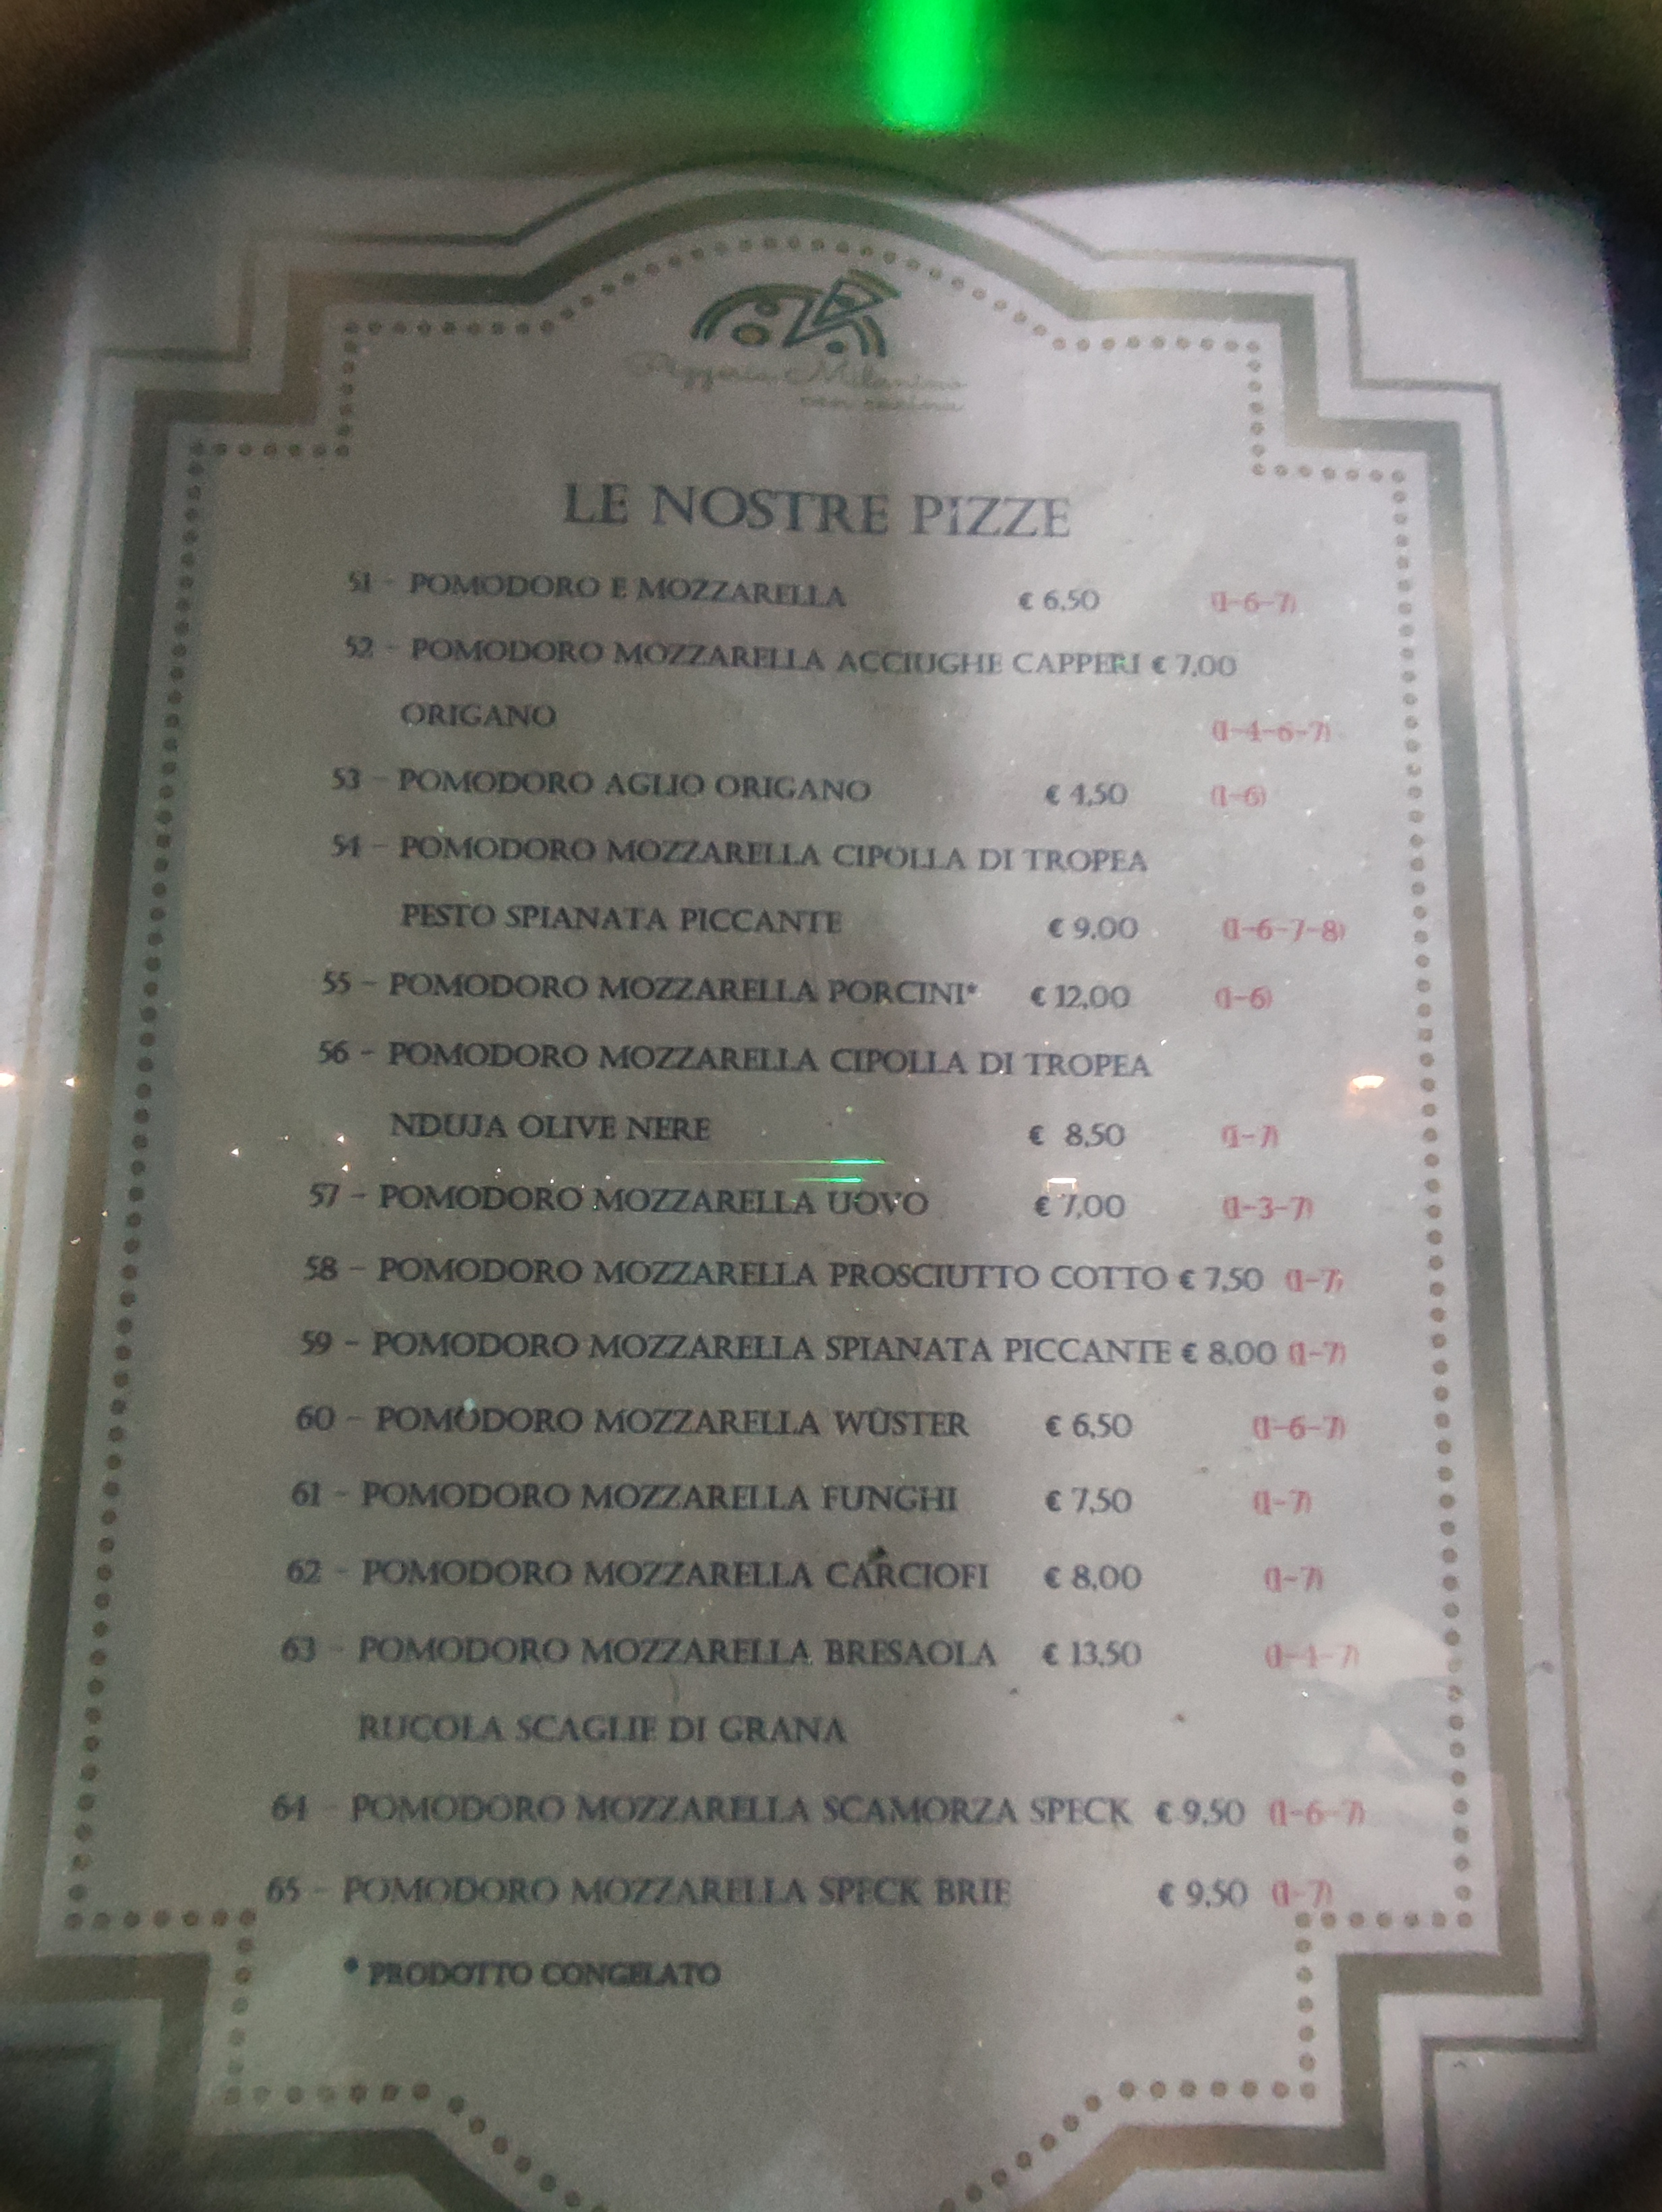 Pizzeria Milanino
con cucina
LE NOSTRE PIZZE
51 - POMODORO E MOZZARELLA € 6,50 (1-6-7)
52 - POMODORO MOZZARELLA ACCIUGHE CAPPERI € 7,00
ORIGANO (1-4-6-7)
53 - POMODORO AGLIO ORIGANO € 4,50 (1-6)
54 - POMODORO MOZZARELLA CIPOLLA DI TROPEA
PESTO SPIANATA PICCANTE € 9,00 (1-6-7-8)
55 - POMODORO MOZZARELLA PORCINI* € 12,00 (1-6)
56 - POMODORO MOZZARELLA CIPOLLA DI TROPEA
NDUJA OLIVE NERE € 8,50 (1-7)
57 - POMODORO MOZZARELLA UOVO € 7,00 (1-3-7)
58 - POMODORO MOZZARELLA PROSCIUTTO COTTO € 7,50 (1-7)
59 - POMODORO MOZZARELLA SPIANATA PICCANTE € 8,00 (1-7)
60 - POMODORO MOZZARELLA WÜSTER € 6,50 (1-6-7)
61 - POMODORO MOZZARELLA FUNGHI € 7,50 (1-7)
62 - POMODORO MOZZARELLA CARCIOFI € 8,00 (1-7)
63 - POMODORO MOZZARELLA BRESAOLA € 13,50 (1-4-7)
RUCOLA SCAGLIE DI GRANA
64 - POMODORO MOZZARELLA SCAMORZA SPECK € 9,50 (1-6-7)
65 - POMODORO MOZZARELLA SPECK BRIE € 9,50 (1-7)
* PRODOTTO CONGELATO